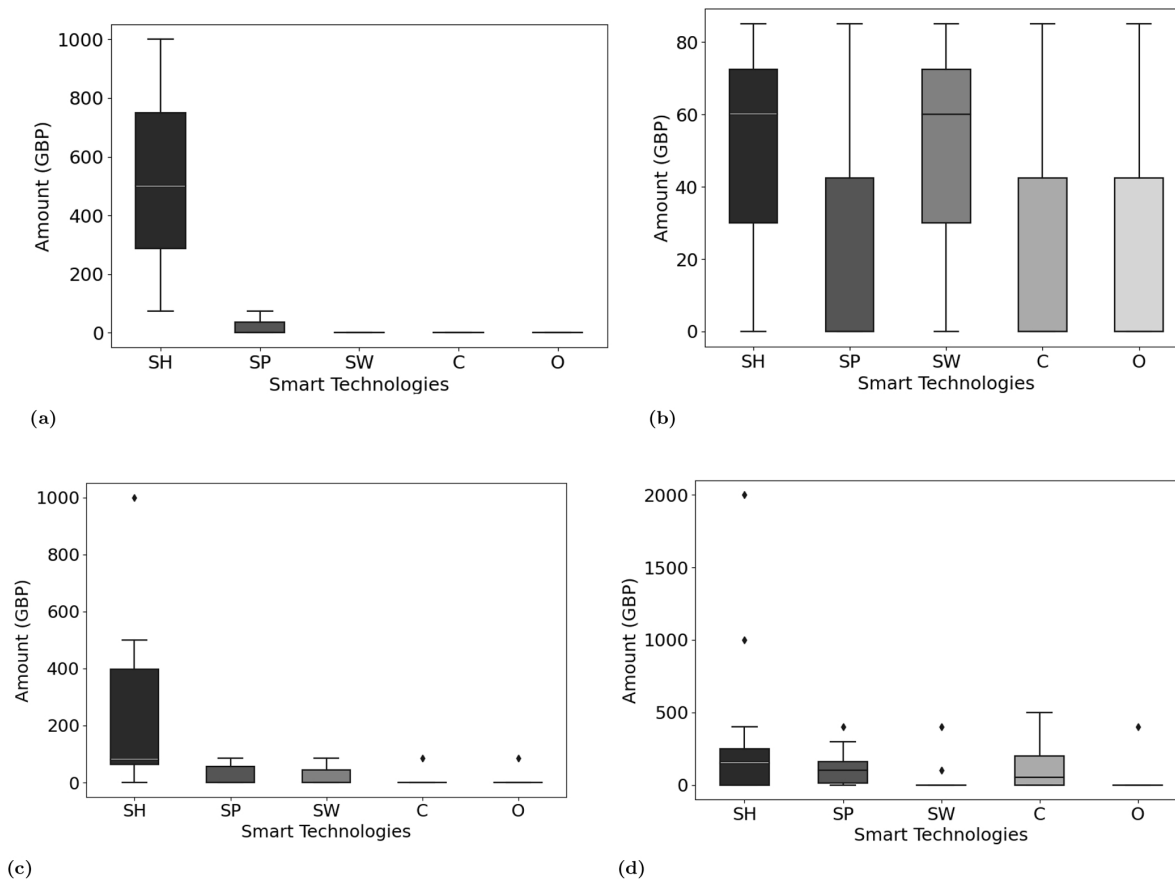 1000
800
600
400
200
0
Amount (GBP)
SH SP SW C O
Smart Technologies
(a)
80
60
40
20
0
Amount (GBP)
SH SP SW C O
Smart Technologies
(b)
1000
800
600
400
200
0
Amount (GBP)
SH SP SW C O
Smart Technologies
(c)
2000
1500
1000
500
0
Amount (GBP)
SH SP SW C O
Smart Technologies
(d)